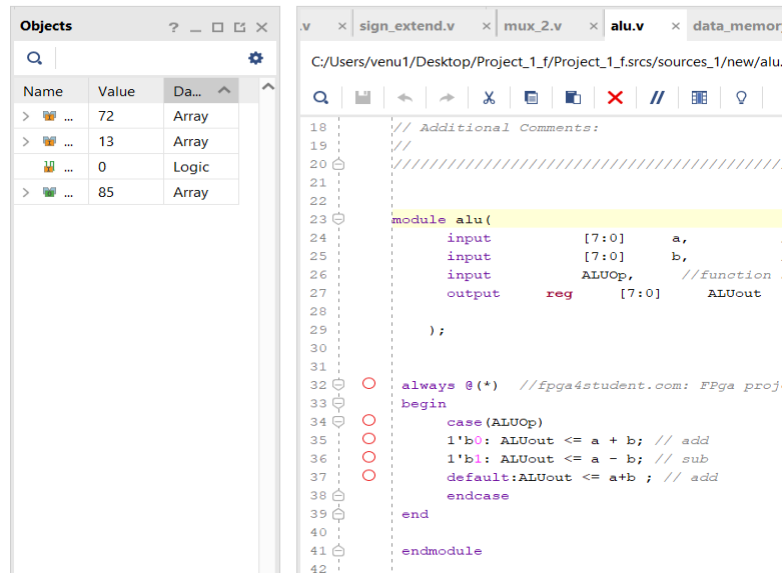 Objects
? _ □ ⧉ ×
Name Value Da...
... 72 Array
... 13 Array
... 0 Logic
... 85 Array
.v × sign_extend.v × mux_2.v × alu.v × data_memor
C:/Users/venu1/Desktop/Project_1_f/Project_1_f.srcs/sources_1/new/alu.
18 // Additional Comments:
19 //
20 ////////////////////////////////////////////
21
22
23 module alu(
24 input [7:0] a,
25 input [7:0] b,
26 input ALUOp, //function
27 output reg [7:0] ALUout
28
29 );
30
31
32 always @(*) //fpga4student.com: FPga proj
33 begin
34 case(ALUOp)
35 1'b0: ALUout <= a + b; // add
36 1'b1: ALUout <= a - b; // sub
37 default:ALUout <= a+b ; // add
38 endcase
39 end
40
41 endmodule
42